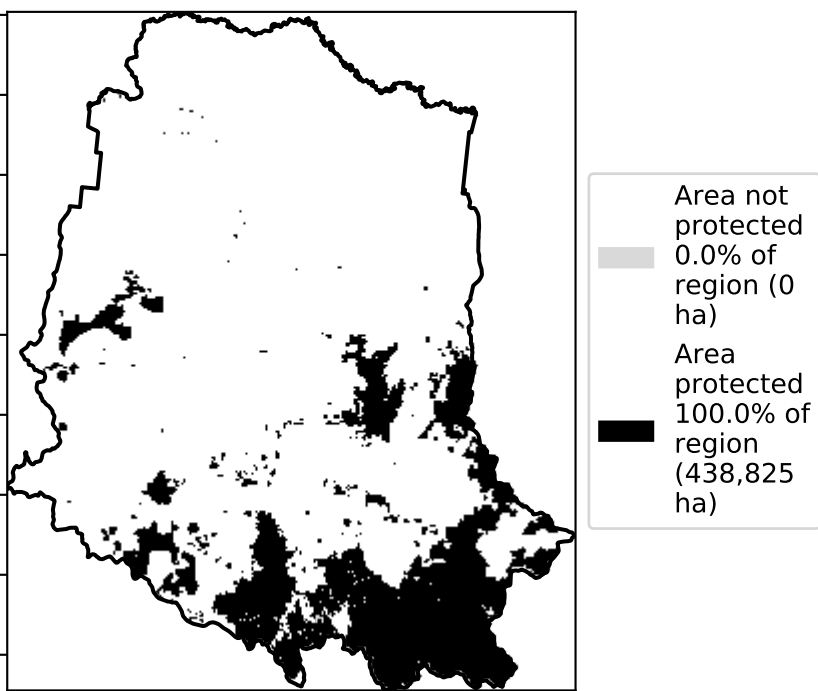 Area not
protected
0.0% of
region (0
ha)
Area
protected
100.0% of
region
(438,825
ha)